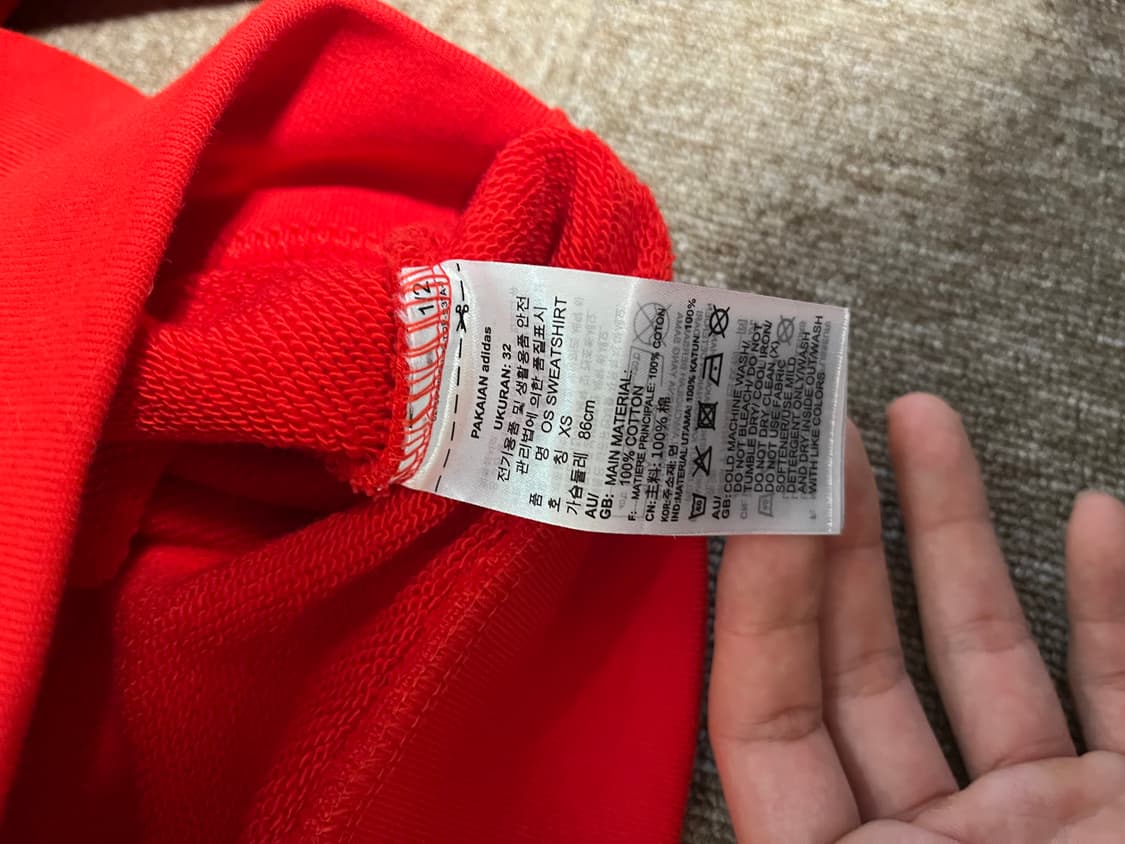 1/2
PAKAIAN adidas
UKURAN: 32
전기용품 및 생활용품 안전
관리법에 의한 품질표시
품 명 OS SWEATSHIRT
호 칭 XS
가슴둘레 86cm
AU/
GB: MAIN MATERIAL:
100% COTTON
F: MATIERE PRINCIPALE: 100% COTON
CN: 主料: 100% 棉
KOR: 주소재 면
IND:MATERIAL UTAMA: 100% KATUN 100%
AU/
GB: COLD MACHINE WASH/
DO NOT BLEACH/DO NOT
TUMBLE DRY/ COOL IRON/
DO NOT DRY CLEAN (X)
DO NOT USE FABRIC
SOFTENER/USE MILD
DETERGENT ONLY/WASH
AND DRY INSIDE OUT/WASH
WITH LIKE COLORS